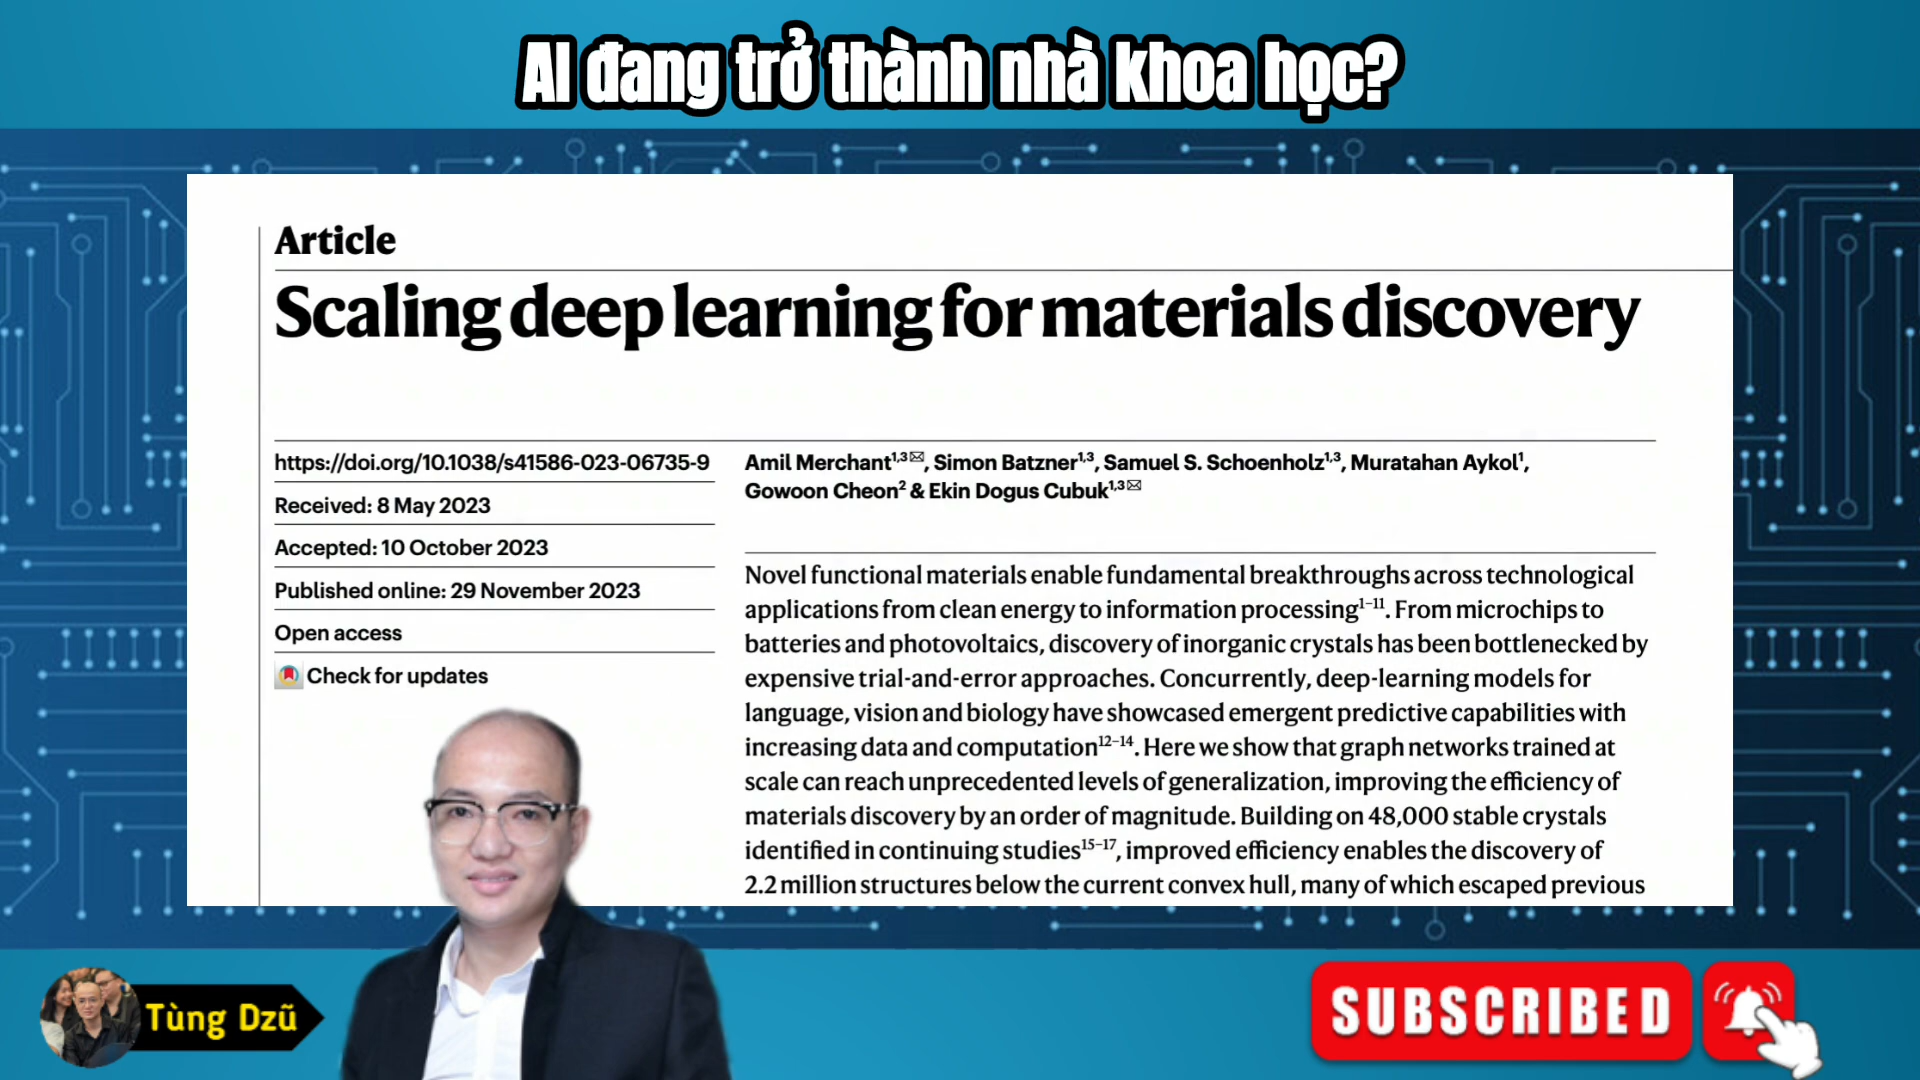 AI đang trở thành nhà khoa học?
Article
Scaling deep learning for materials discovery
https://doi.org/10.1038/s41586-023-06735-9
Received: 8 May 2023
Accepted: 10 October 2023
Published online: 29 November 2023
Open access
Check for updates
Amil Merchant1,3✉, Simon Batzner1,3, Samuel S. Schoenholz1,3, Muratahan Aykol1,
Gowoon Cheon2 & Ekin Dogus Cubuk1,3✉
Novel functional materials enable fundamental breakthroughs across technological
applications from clean energy to information processing1–11. From microchips to
batteries and photovoltaics, discovery of inorganic crystals has been bottlenecked by
expensive trial-and-error approaches. Concurrently, deep-learning models for
language, vision and biology have showcased emergent predictive capabilities with
increasing data and computation12–14. Here we show that graph networks trained at
scale can reach unprecedented levels of generalization, improving the efficiency of
materials discovery by an order of magnitude. Building on 48,000 stable crystals
identified in continuing studies15–17, improved efficiency enables the discovery of
2.2 million structures below the current convex hull, many of which escaped previous
Tùng Dzũ
SUBSCRIBED